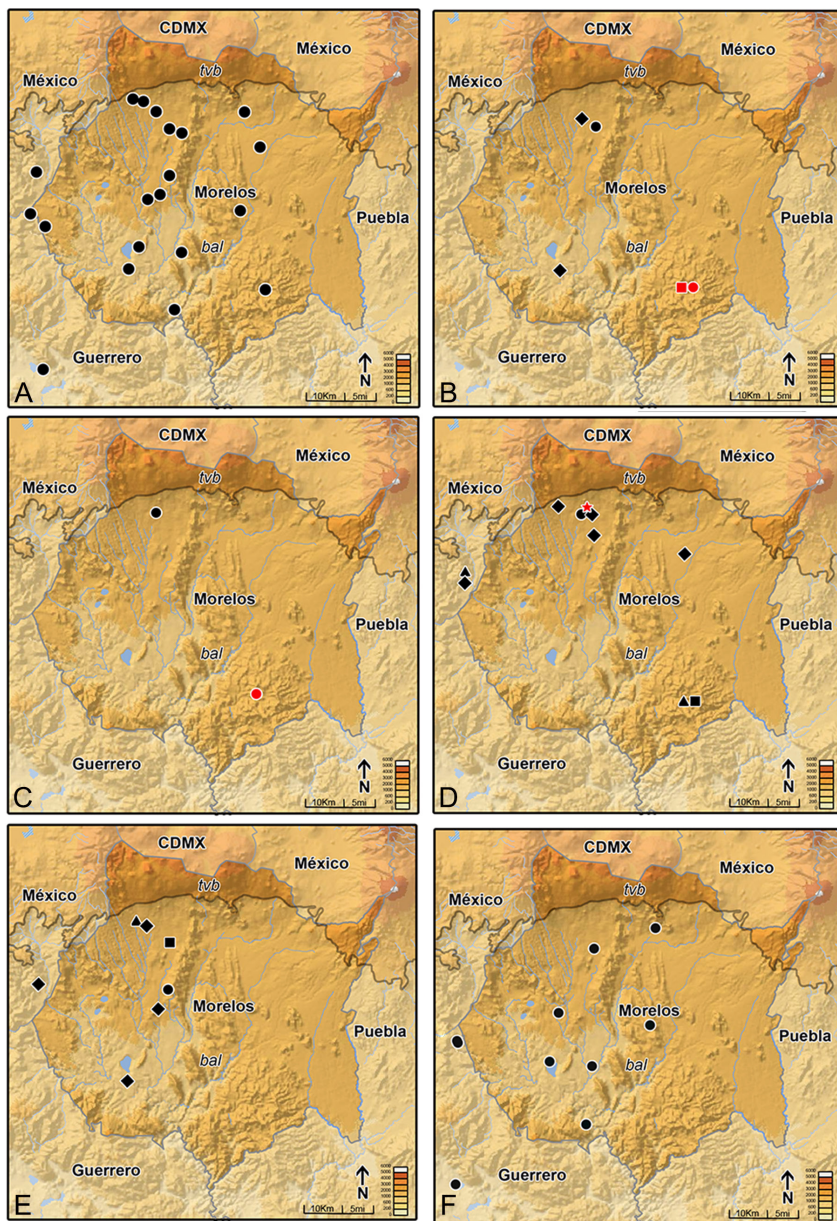 CDMX
México
tvb
México
Morelos
Puebla
bal
Guerrero
N
10Km 5mi
A
CDMX
México
tvb
México
Morelos
Puebla
bal
Guerrero
N
10Km 5mi
B
CDMX
México
tvb
México
Morelos
Puebla
bal
Guerrero
N
10Km 5mi
C
CDMX
México
tvb
México
Morelos
Puebla
bal
Guerrero
N
10Km 5mi
D
CDMX
México
tvb
México
Morelos
Puebla
bal
Guerrero
N
10Km 5mi
E
CDMX
México
tvb
México
Morelos
Puebla
bal
Guerrero
N
10Km 5mi
F